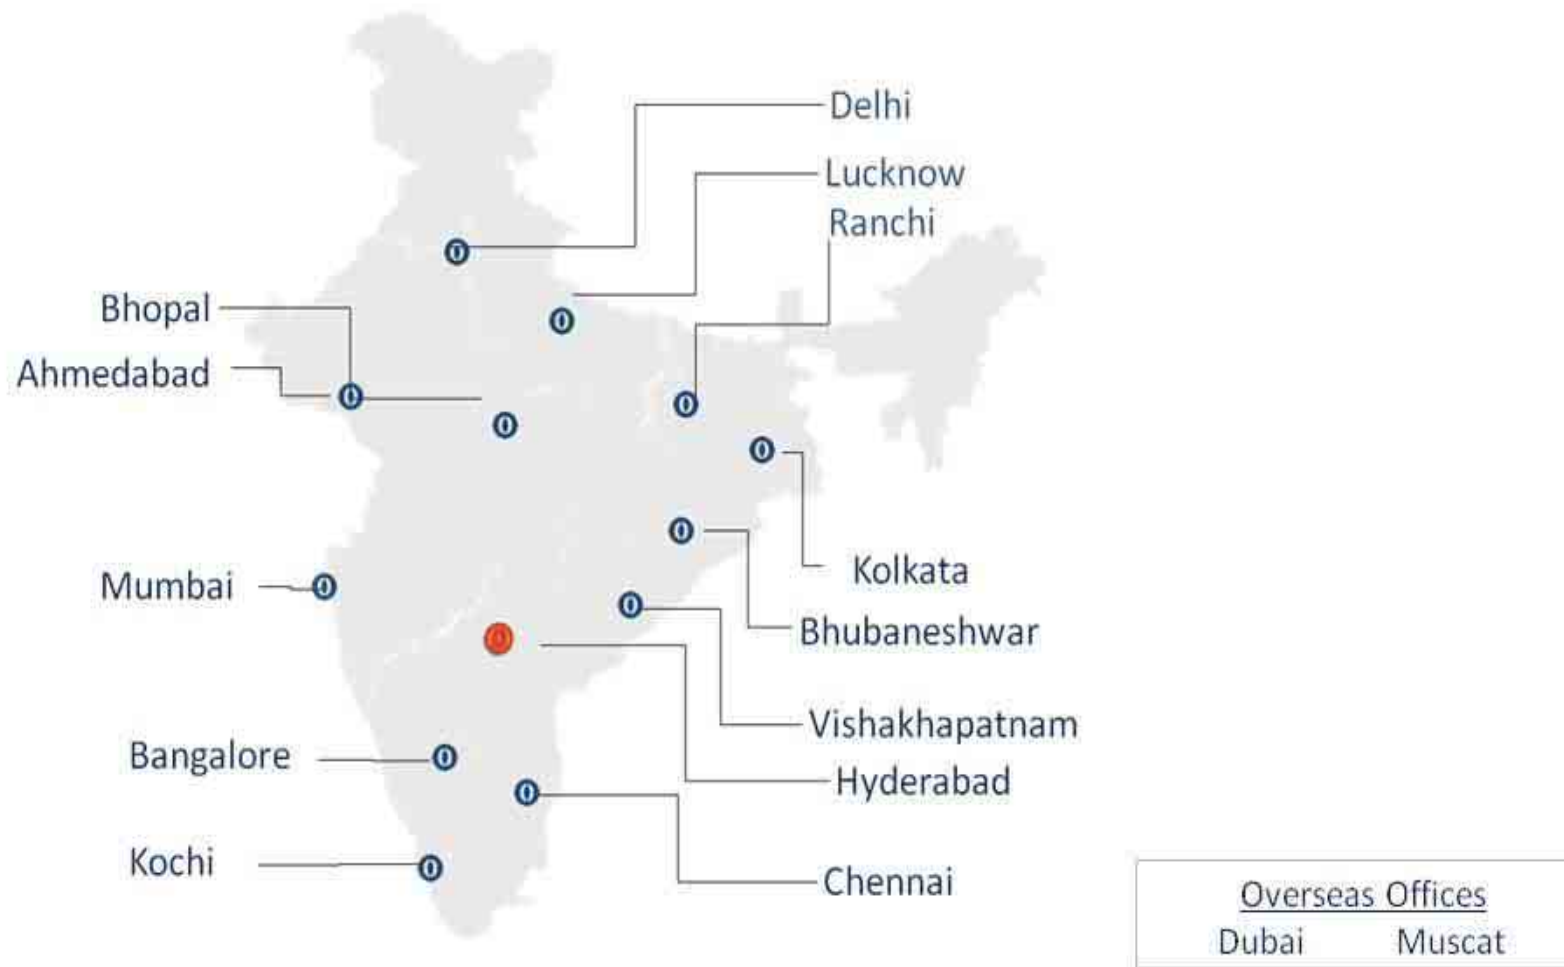 Delhi
Lucknow
Ranchi
Bhopal
Ahmedabad
Kolkata
Mumbai
Bhubaneshwar
Vishakhapatnam
Bangalore
Hyderabad
Kochi
Chennai
Overseas Offices
Dubai Muscat